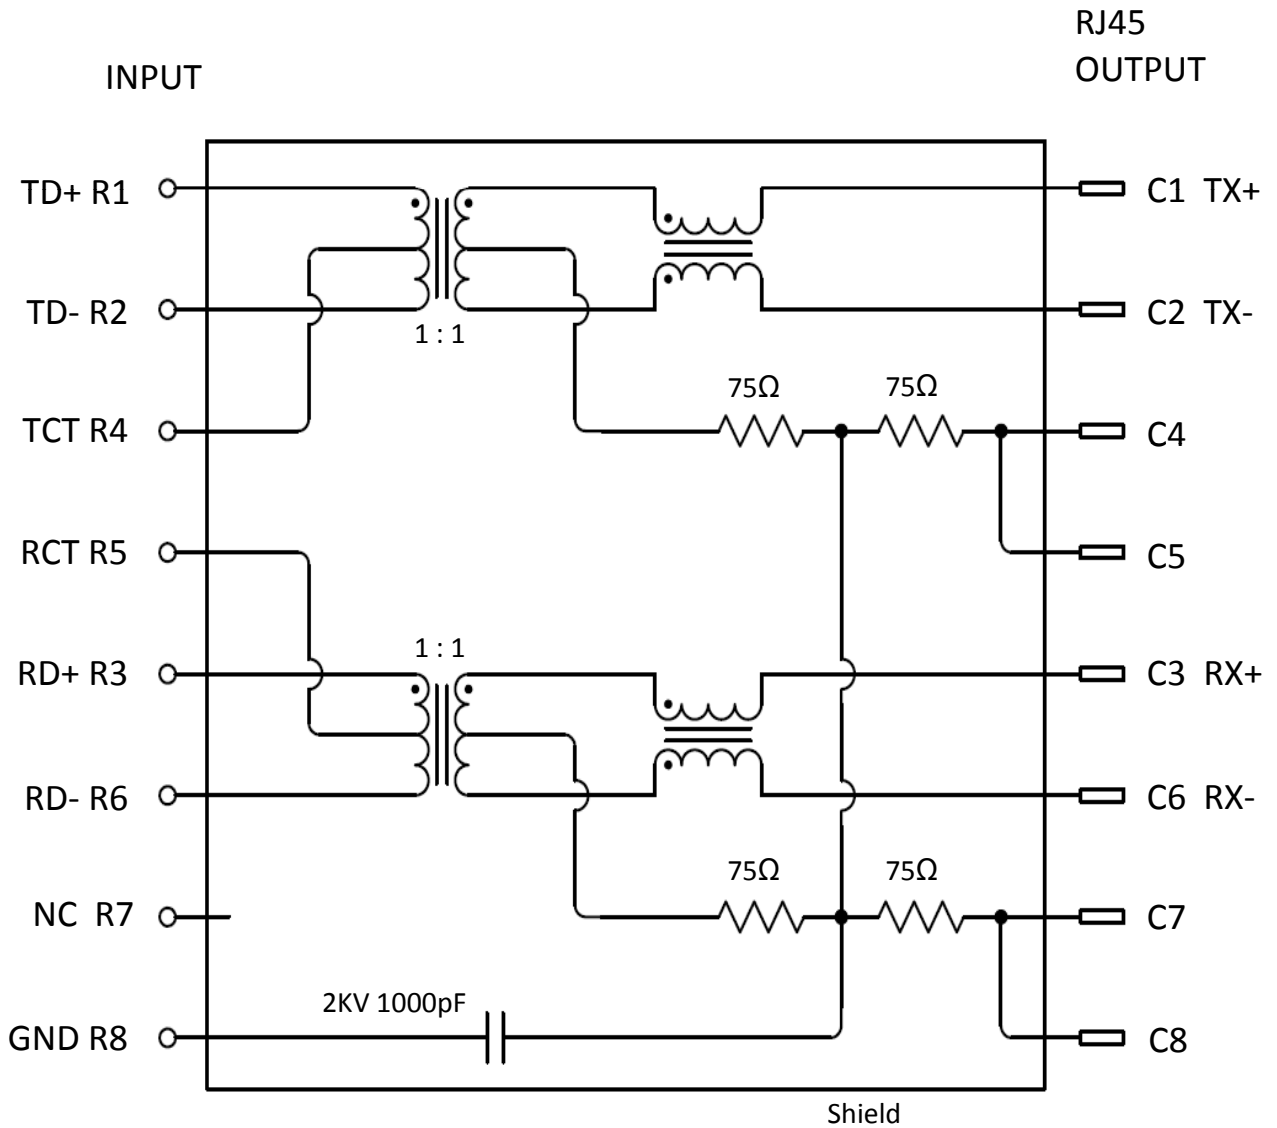 RJ45
OUTPUT
INPUT
TD+ R1
C1 TX+
TD- R2
C2 TX-
1 : 1
75Ω
75Ω
TCT R4
C4
RCT R5
C5
1 : 1
RD+ R3
C3 RX+
RD- R6
C6 RX-
75Ω
75Ω
NC R7
C7
2KV 1000pF
GND R8
C8
Shield